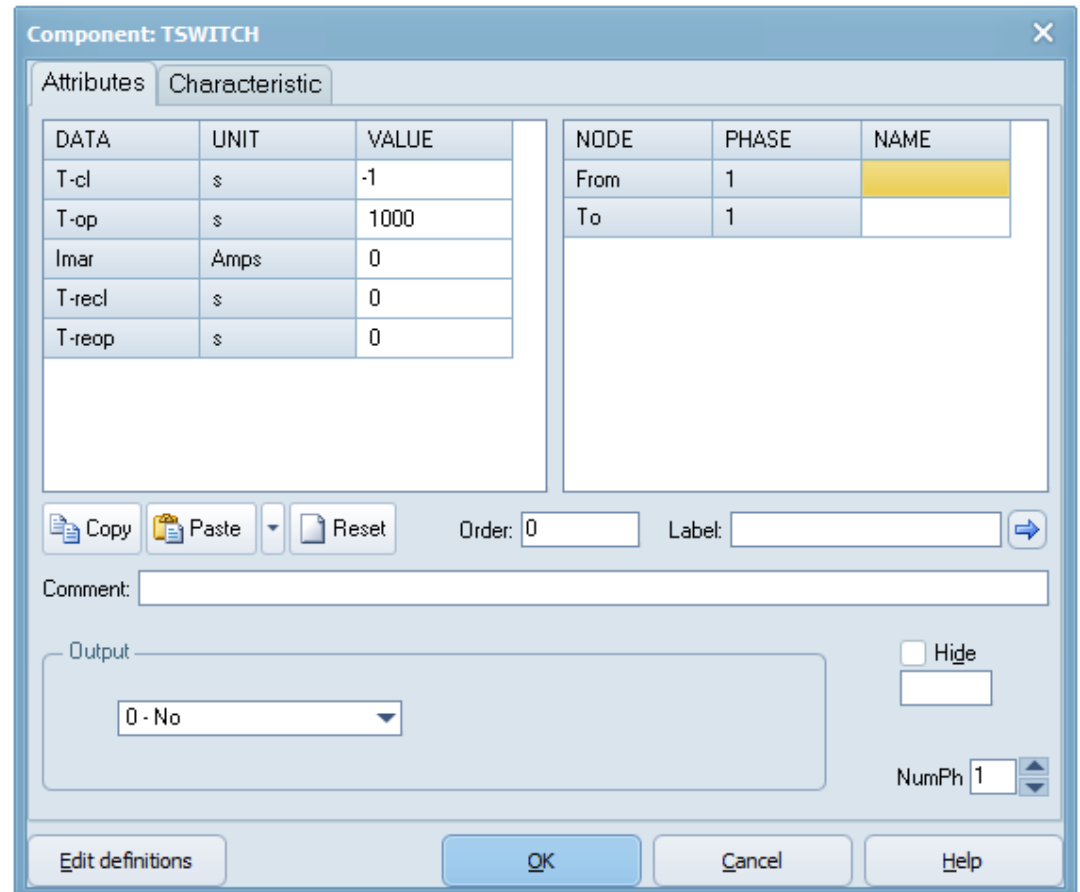 Component: TSWITCH
Attributes Characteristic
DATA UNIT VALUE
T-cl s -1
T-op s 1000
Imar Amps 0
T-recl s 0
T-reop s 0
NODE PHASE NAME
From 1
To 1
Copy Paste Reset Order: 0 Label:
Comment:
Output
0 - No
Hide
NumPh 1
Edit definitions OK Cancel Help